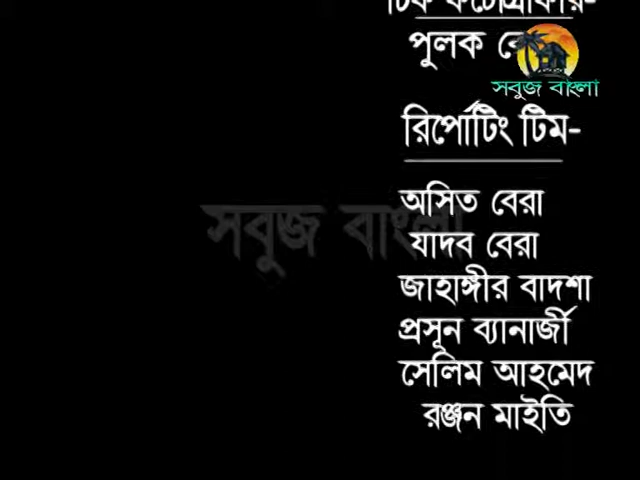 পুলক
সবুজ বাংলা
রিপোর্টিং টিম-
সবুজ বাংলা
অসিত বেরা
যাদব বেরা
জাহাঙ্গীর বাদশা
প্রসূন ব্যানার্জী
সেলিম আহমেদ
রঞ্জন মাইতি